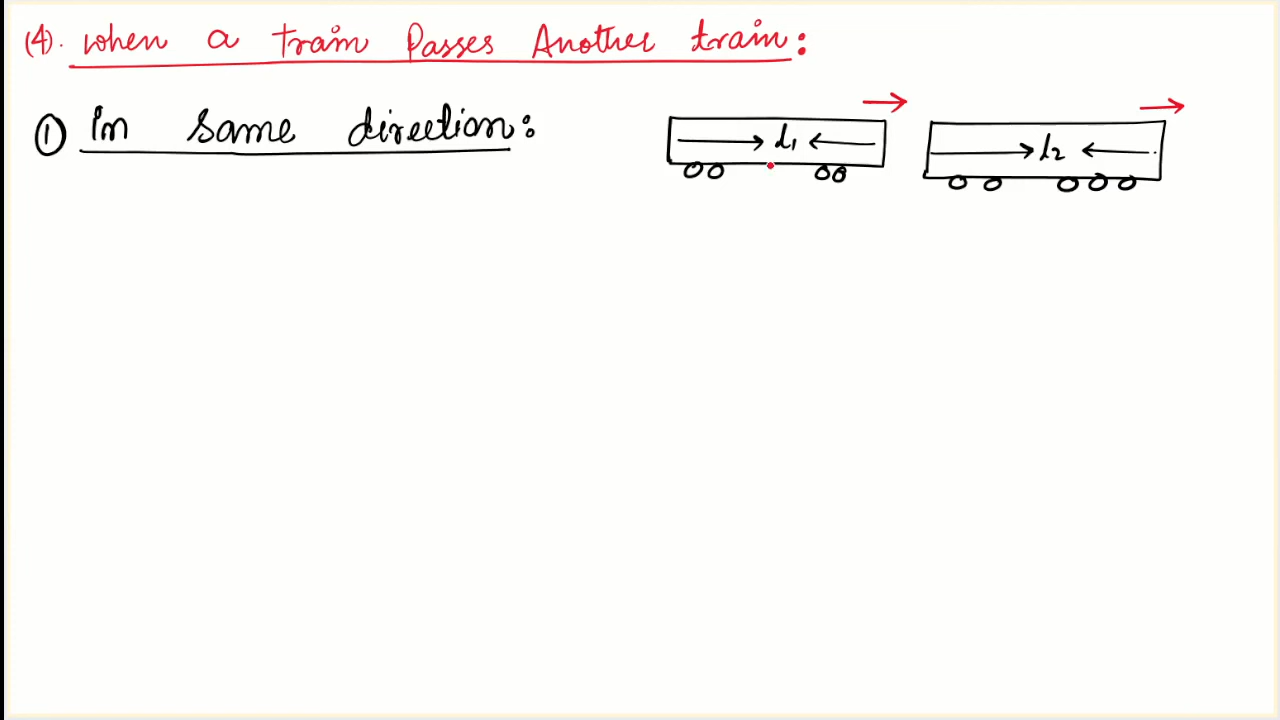 (4). when a train Passes Another train:
① In same direction:
l₁
l₂